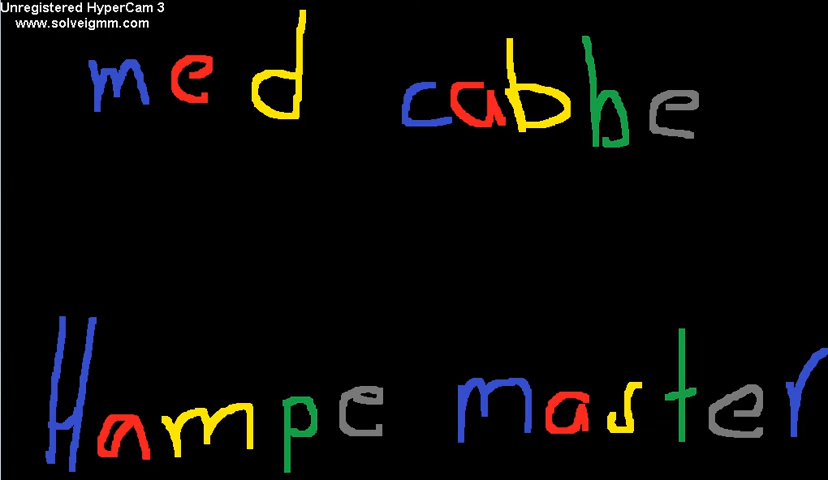 Unregistered HyperCam 3
www.solveigmm.com
med cabbe
Hampe master